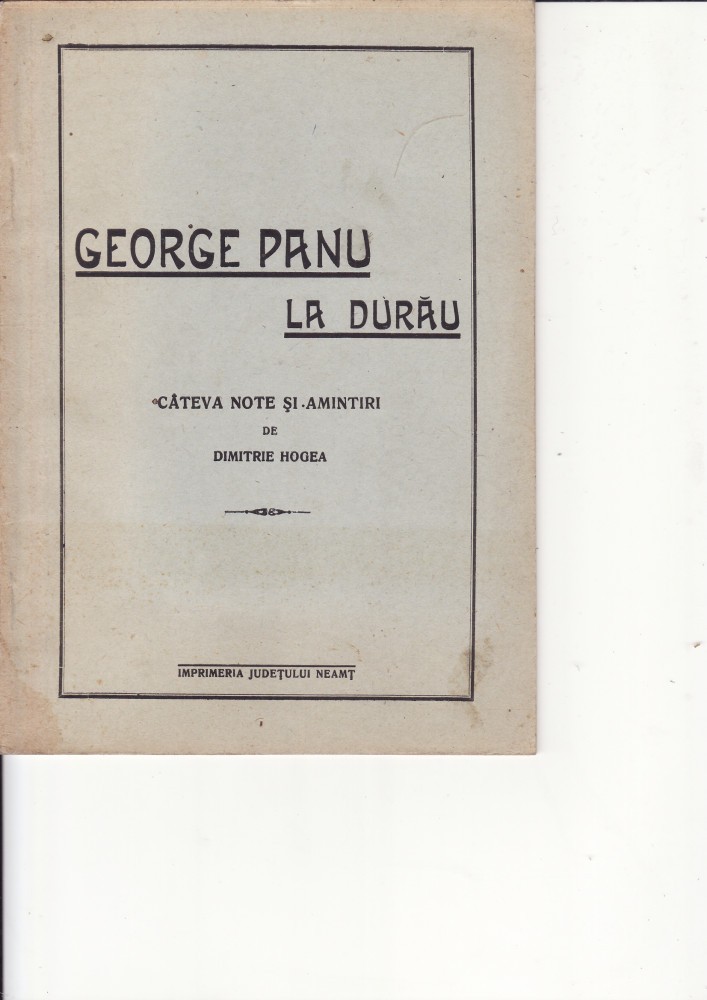 GEORGE PANU
LA DURĂU
CÂTEVA NOTE ŞI AMINTIRI
DE
DIMITRIE HOGEA
IMPRIMERIA JUDEŢULUI NEAMŢ